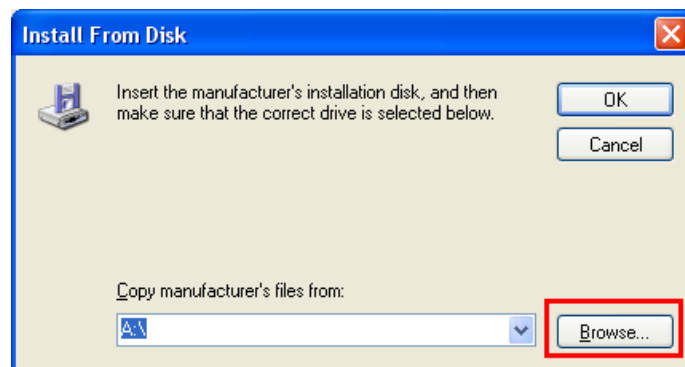 Install From Disk
Insert the manufacturer's installation disk, and then
make sure that the correct drive is selected below.
OK
Cancel
Copy manufacturer's files from:
A:\
Browse...